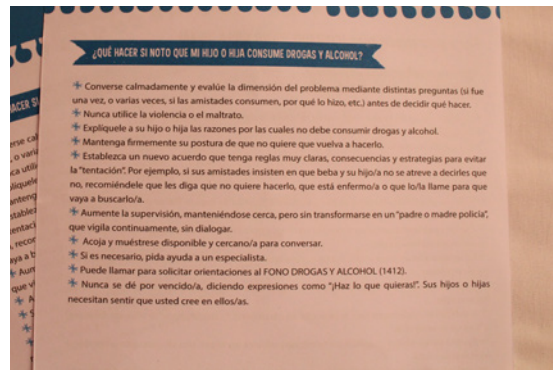 ¿QUÉ HACER SI NOTO QUE MI HIJO O HIJA CONSUME DROGAS Y ALCOHOL?
Converse calmadamente y evalúe la dimensión del problema mediante distintas preguntas (si fue
una vez, o varias veces, si las amistades consumen, por qué lo hizo, etc.) antes de decidir qué hacer.
Nunca utilice la violencia o el maltrato.
Explíquele a su hijo o hija las razones por las cuales no debe consumir drogas y alcohol.
Mantenga firmemente su postura de que no quiere que vuelva a hacerlo.
Establezca un nuevo acuerdo que tenga reglas muy claras, consecuencias y estrategias para evitar
la "tentación". Por ejemplo, si sus amistades insisten en que beba y su hijo/a no se atreve a decirles que
no, recomiéndele que les diga que no quiere hacerlo, que está enfermo/a o que lo/la llame para que
vaya a buscarlo/a.
Aumente la supervisión, manteniéndose cerca, pero sin transformarse en un "padre o madre policía",
que vigila continuamente, sin dialogar.
Acoja y muéstrese disponible y cercano/a para conversar.
Si es necesario, pida ayuda a un especialista.
Puede llamar para solicitar orientaciones al FONO DROGAS Y ALCOHOL (1412).
Nunca se dé por vencido/a, diciendo expresiones como "¡Haz lo que quieras!". Sus hijos o hijas
necesitan sentir que usted cree en ellos/as.